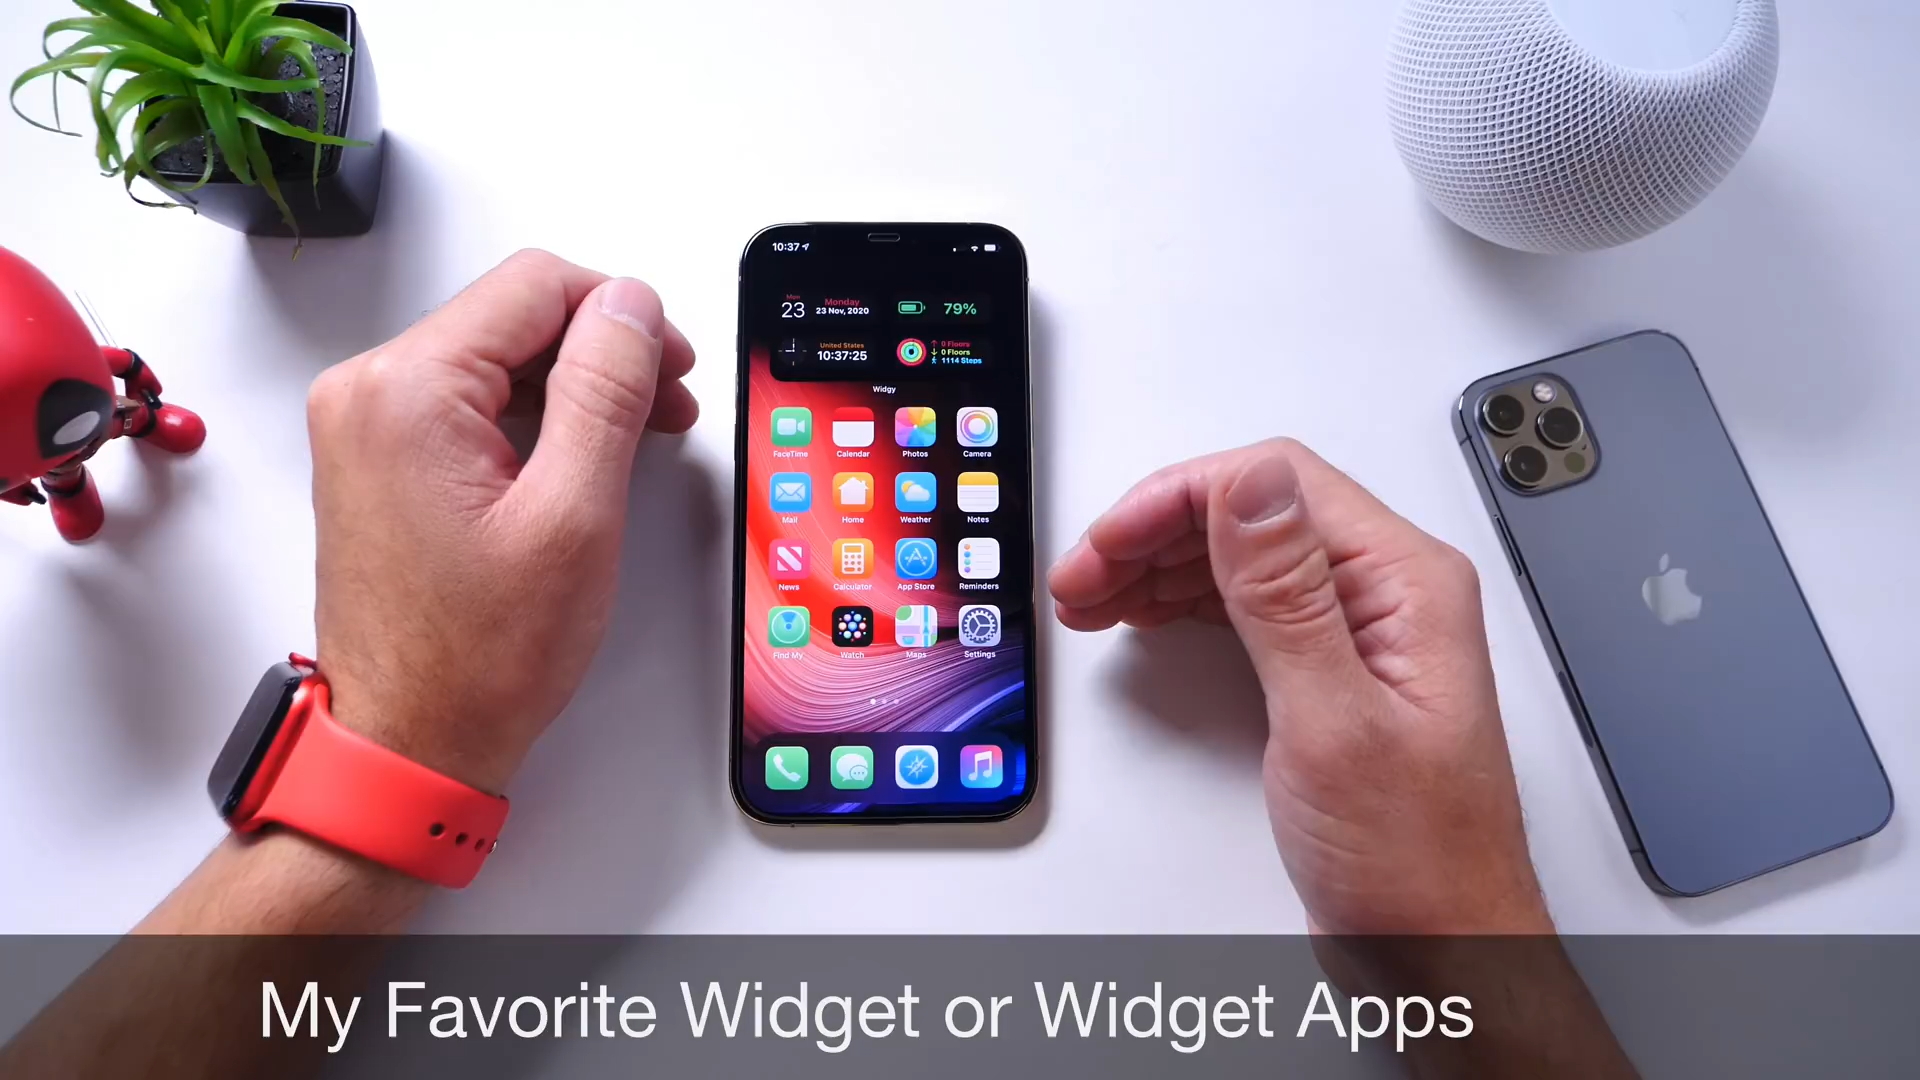 10:37
Mon
23
Monday
23 Nov, 2020
79%
United States
10:37:25
0 Floors
0 Floors
1114 Steps
Widgy
FaceTime Calendar Photos Camera
Mail Home Weather Notes
News Calculator App Store Reminders
Find My Watch Maps Settings
My Favorite Widget or Widget Apps